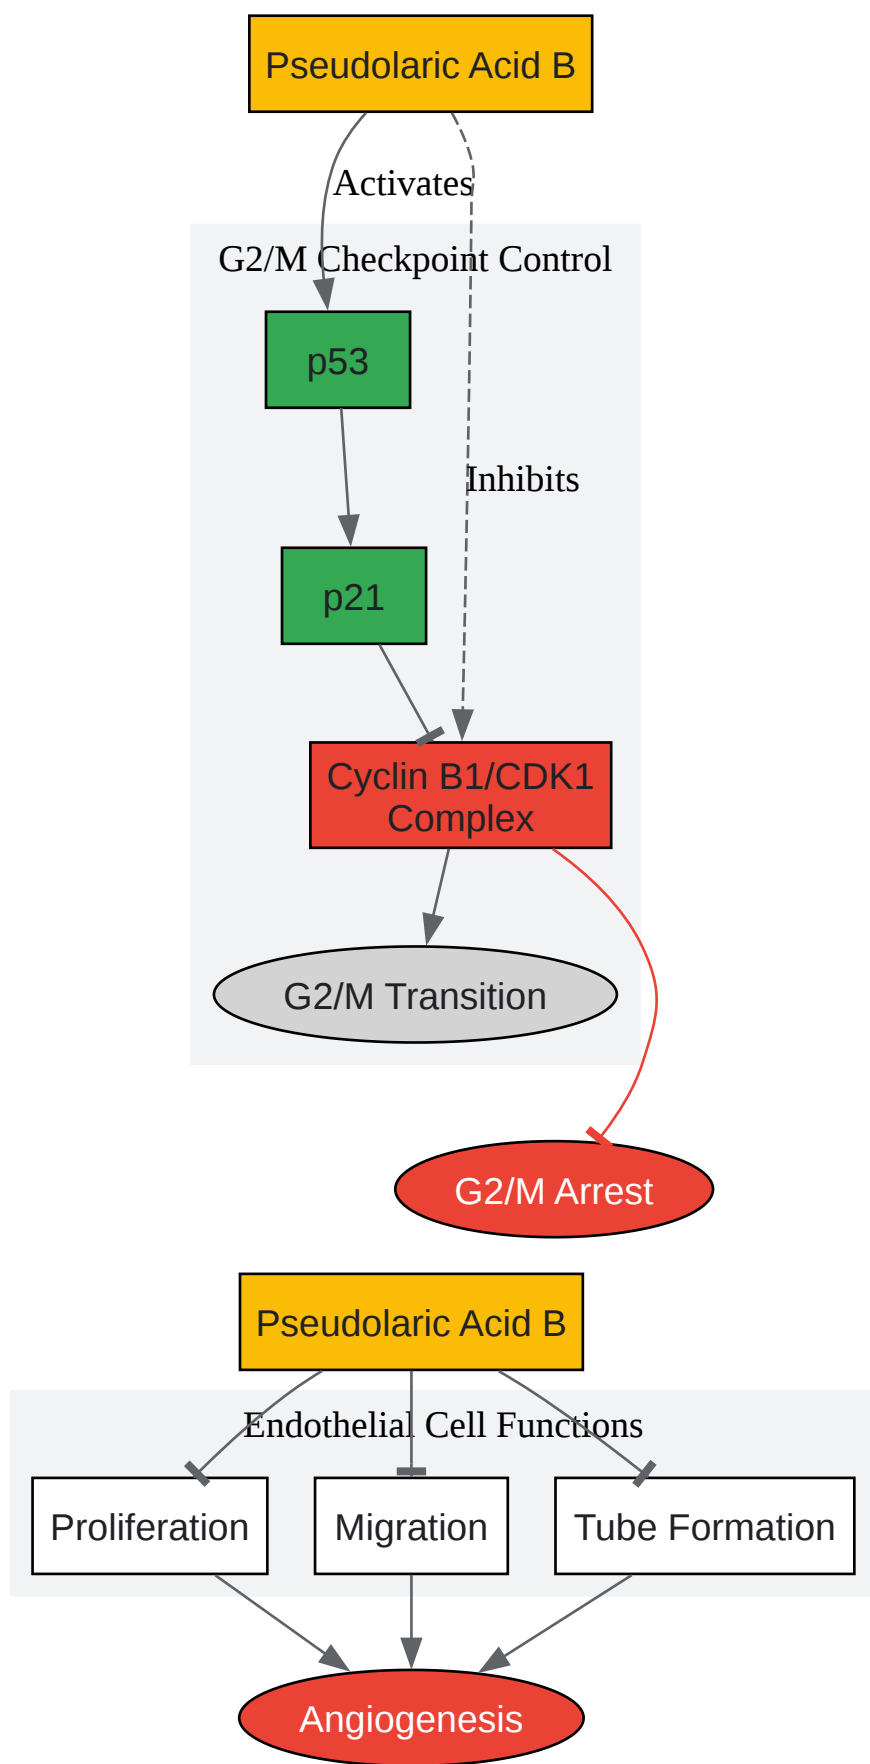 Pseudolaric Acid B
Activates
G2/M Checkpoint Control
p53
Inhibits
p21
Cyclin B1/CDK1
Complex
G2/M Transition
G2/M Arrest
Pseudolaric Acid B
Endothelial Cell Functions
Proliferation
Migration
Tube Formation
Angiogenesis